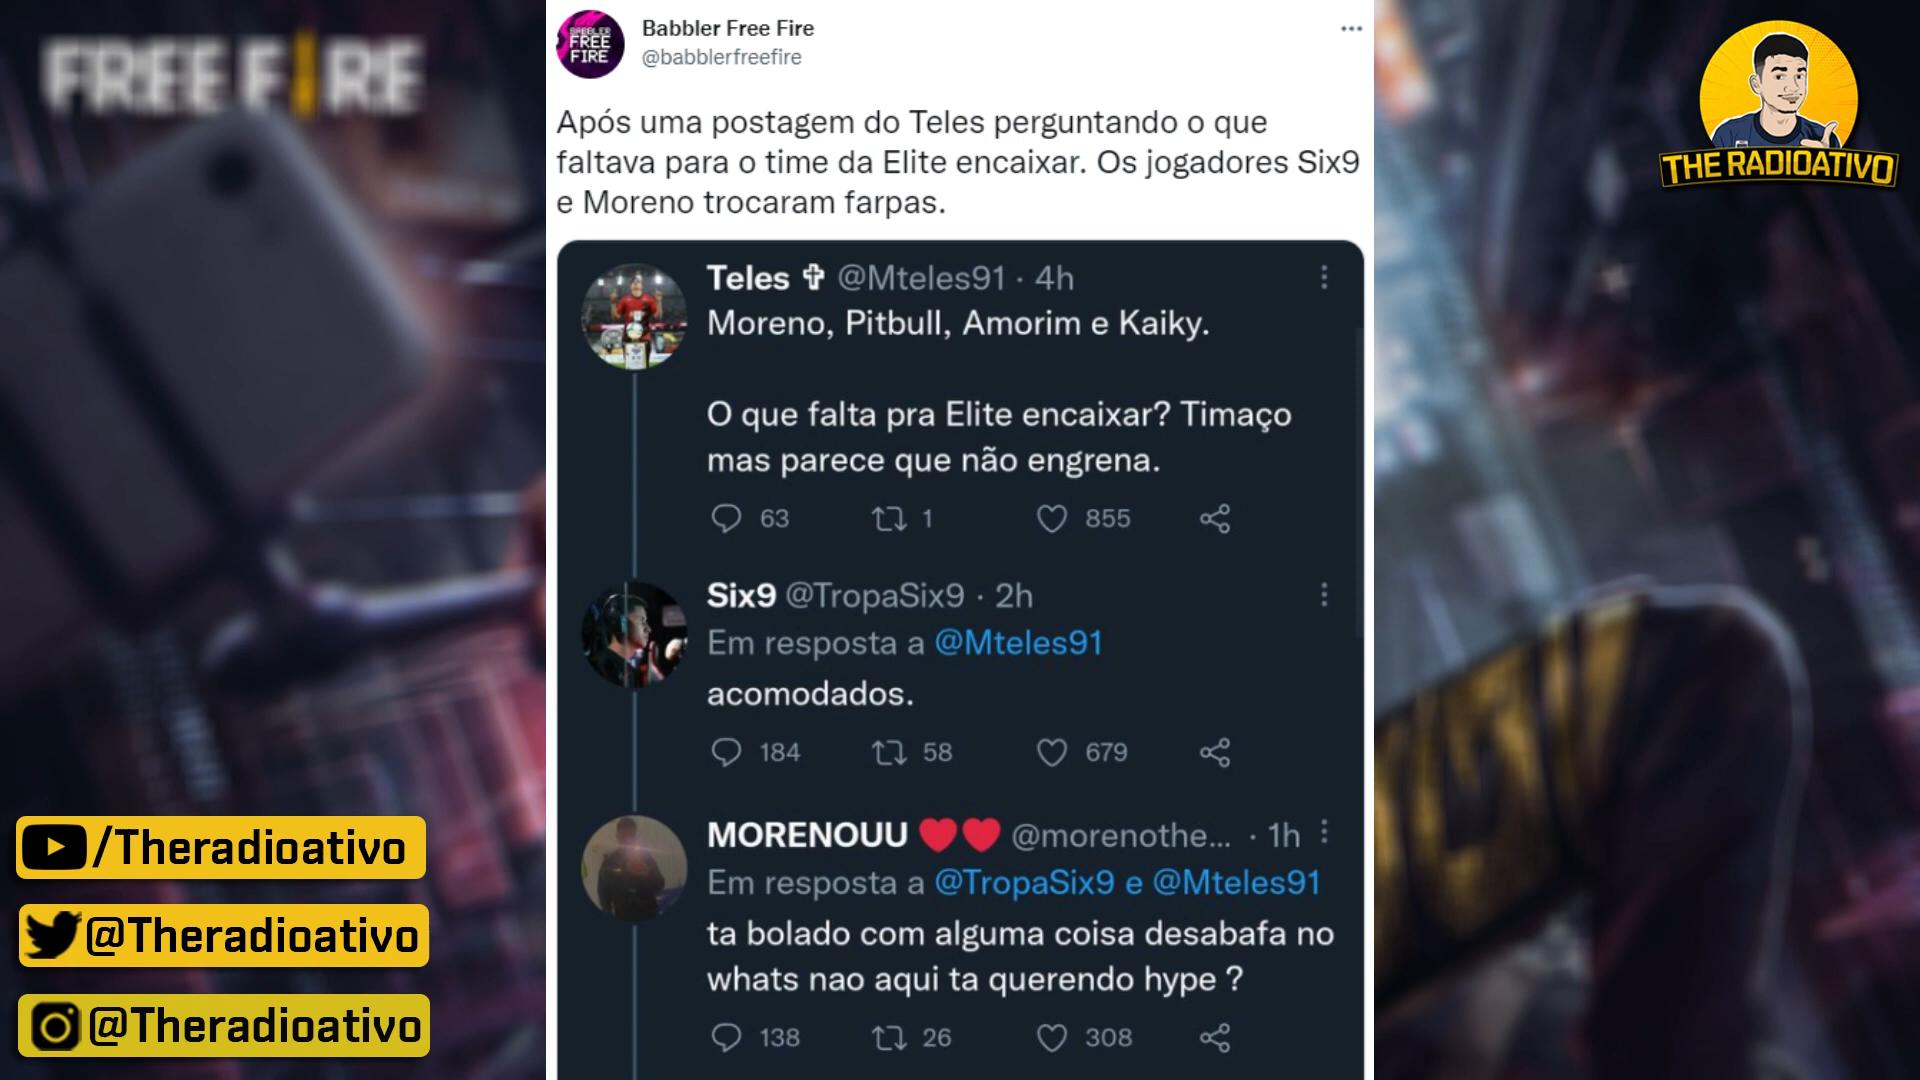 FREE FIRE
BABBLER
FREE
FIRE
Babbler Free Fire
@babblerfreefire
Após uma postagem do Teles perguntando o que
faltava para o time da Elite encaixar. Os jogadores Six9
e Moreno trocaram farpas.
Teles ✞ @Mteles91 · 4h
Moreno, Pitbull, Amorim e Kaiky.
O que falta pra Elite encaixar? Timaço
mas parece que não engrena.
63 1 855
Six9 @TropaSix9 · 2h
Em resposta a @Mteles91
acomodados.
184 58 679
MORENOUU ❤️❤️ @morenothe... · 1h
Em resposta a @TropaSix9 e @Mteles91
ta bolado com alguma coisa desabafa no
whats nao aqui ta querendo hype ?
138 26 308
THE RADIOATIVO
/Theradioativo
@Theradioativo
@Theradioativo